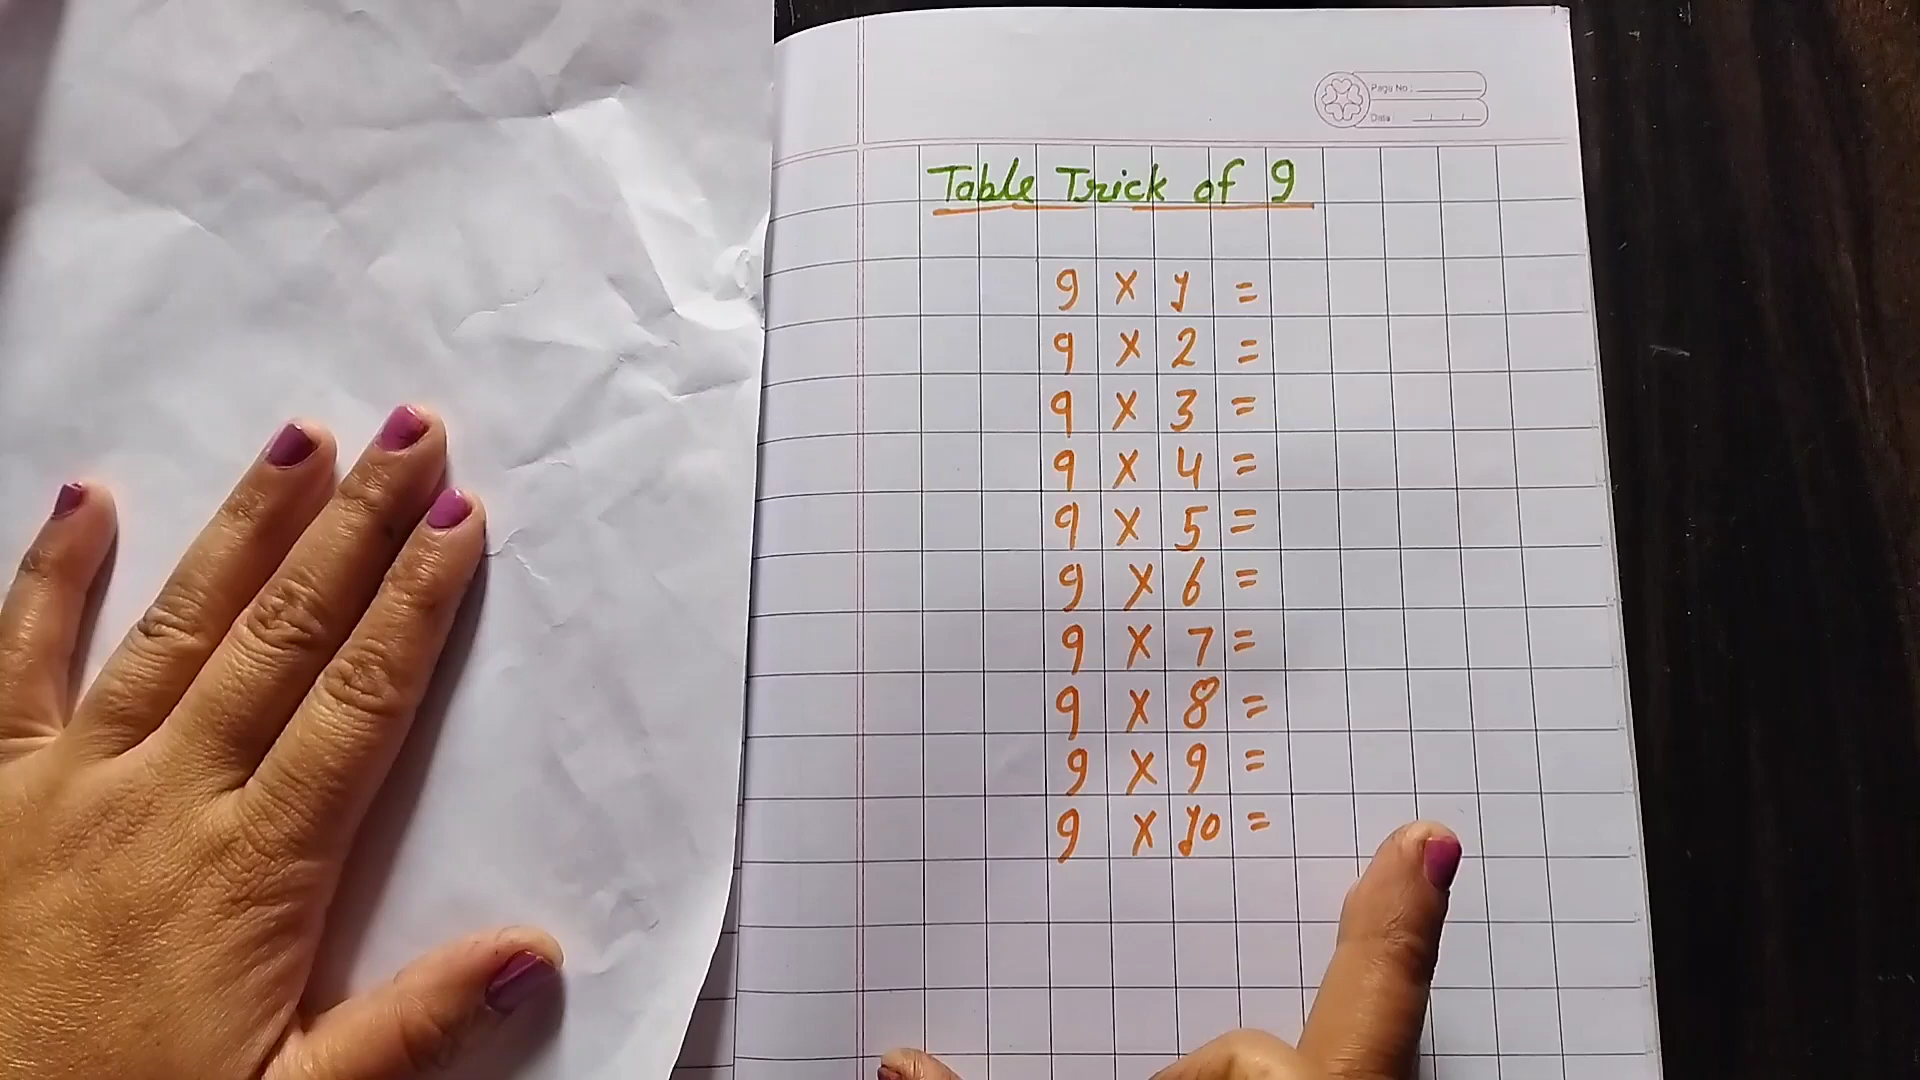 Page No.:
Date
Table Trick of 9
9 X 1 =
9 X 2 =
9 X 3 =
9 X 4 =
9 X 5 =
9 X 6 =
9 X 7 =
9 X 8 =
9 X 9 =
9 X 10 =